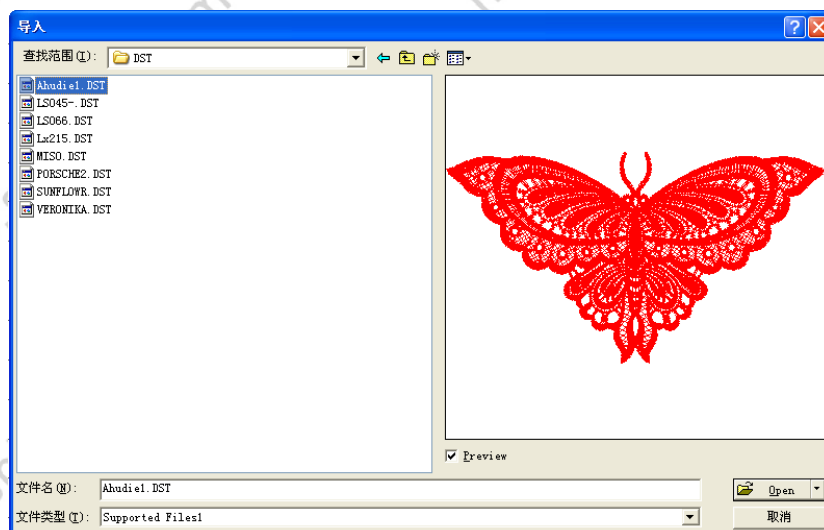 导入
查找范围(I): DST
Ahudie1.DST
LS045-.DST
LS066.DST
Lx215.DST
MISO.DST
PORSCHE2.DST
SUNFLOWR.DST
VERONIKA.DST
Preview
文件名(N): Ahudie1.DST
Open
文件类型(T): Supported Files1
取消